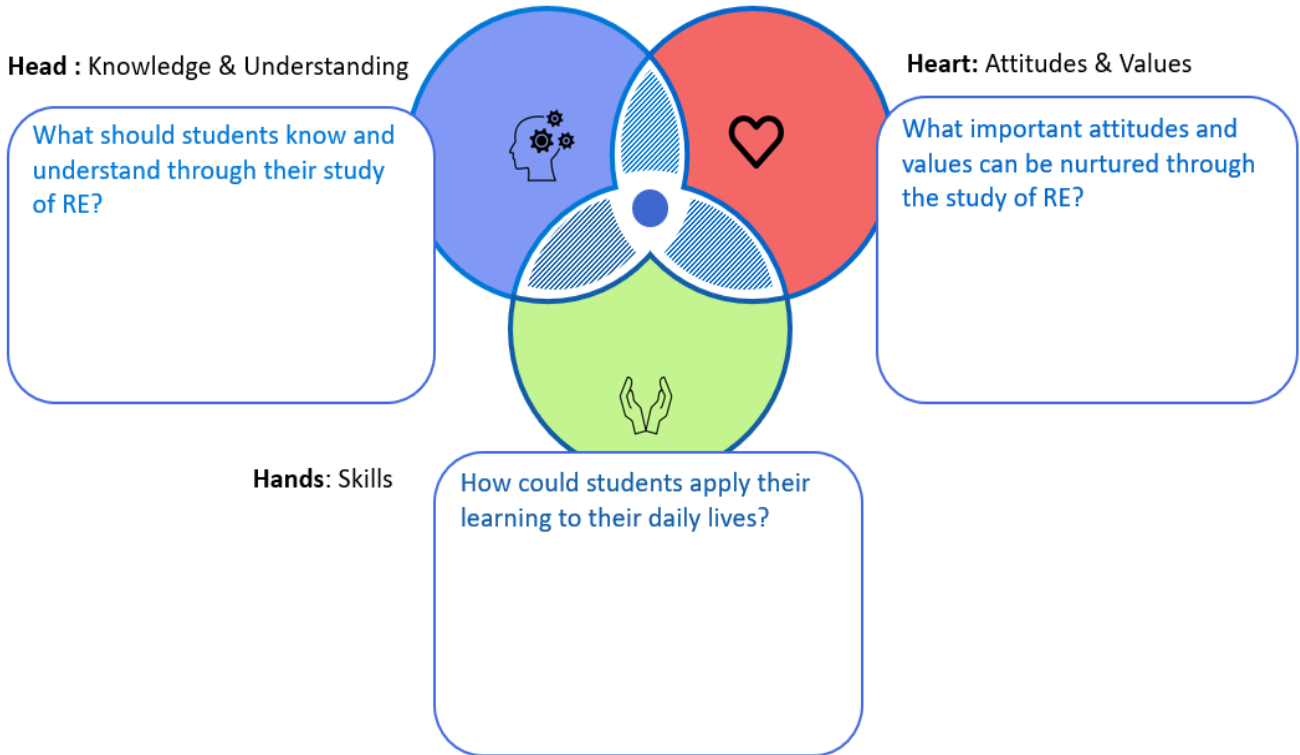 Head : Knowledge & Understanding
What should students know and
understand through their study
of RE?
Heart: Attitudes & Values
What important attitudes and
values can be nurtured through
the study of RE?
Hands: Skills
How could students apply their
learning to their daily lives?